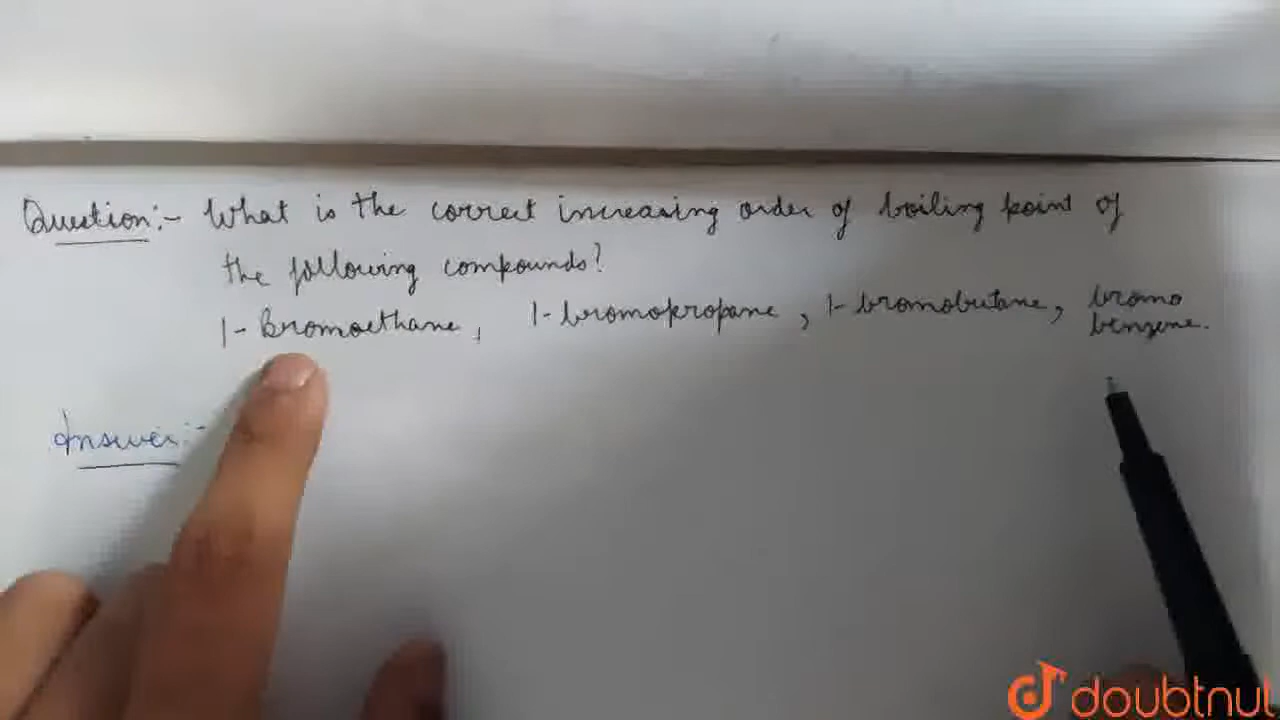 Question:- What is the correct increasing order of boiling point of
the following compounds?
1-Bromoethane, 1-bromopropane, 1-bromobutane, bromo
benzene.
Answer:-
doubtnut